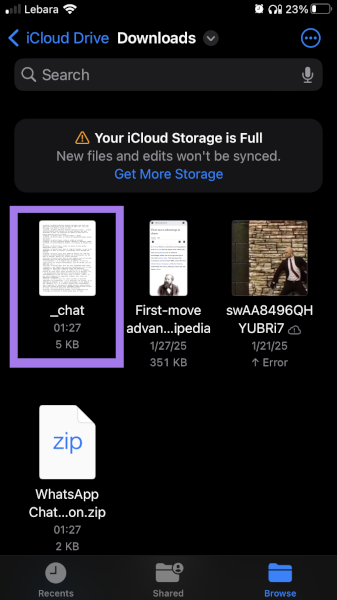 Lebara
23%
iCloud Drive Downloads
Search
Your iCloud Storage is Full
New files and edits won't be synced.
Get More Storage
_chat
01:27
5 KB
First-move
advan...ipedia
1/27/25
351 KB
swAA8496QH
YUBRi7
1/21/25
↑ Error
zip
WhatsApp
Chat...on.zip
01:27
2 KB
Recents
Shared
Browse